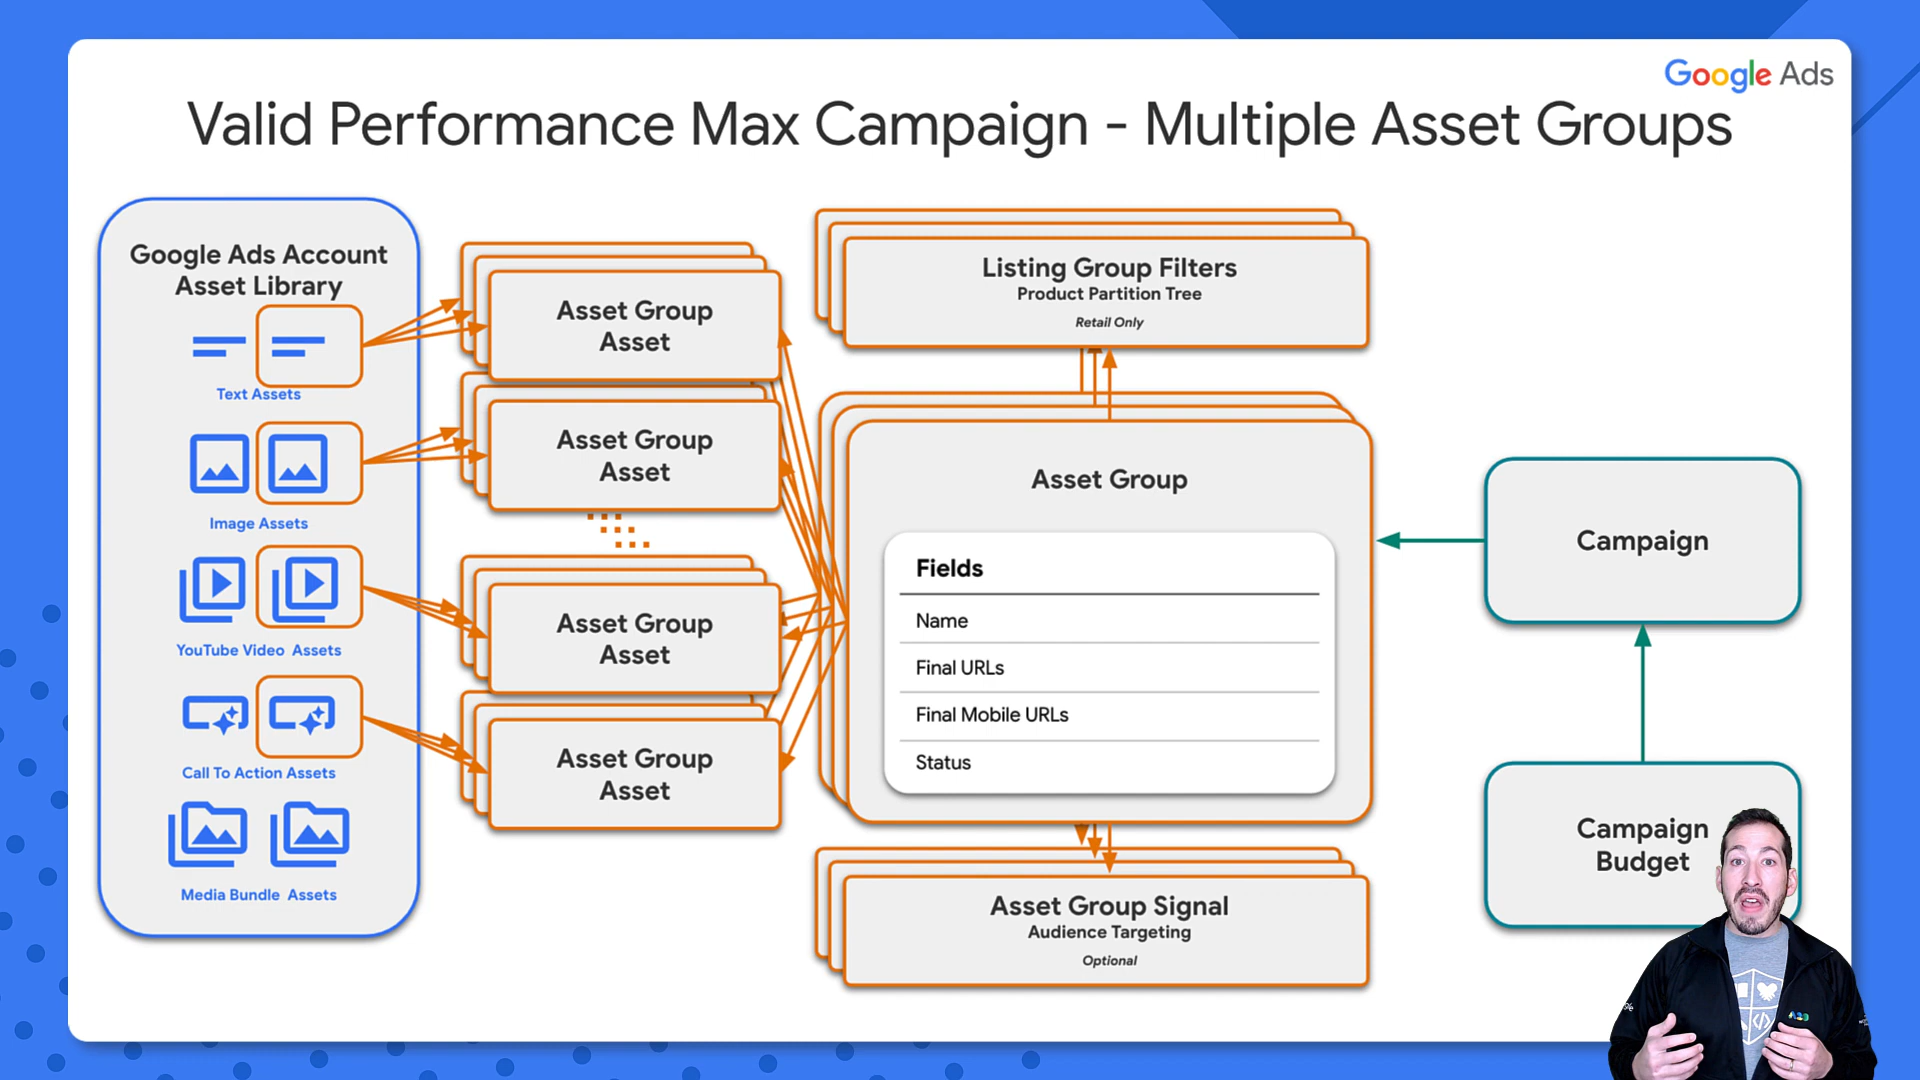 Google Ads
Valid Performance Max Campaign - Multiple Asset Groups
Google Ads Account
Asset Library
Text Assets
Image Assets
YouTube Video Assets
Call To Action Assets
Media Bundle Assets
Asset Group
Asset
Asset Group
Asset
Asset Group
Asset
Asset Group
Asset
Listing Group Filters
Product Partition Tree
Retail Only
Asset Group
Fields
Name
Final URLs
Final Mobile URLs
Status
Asset Group Signal
Audience Targeting
Optional
Campaign
Campaign
Budget